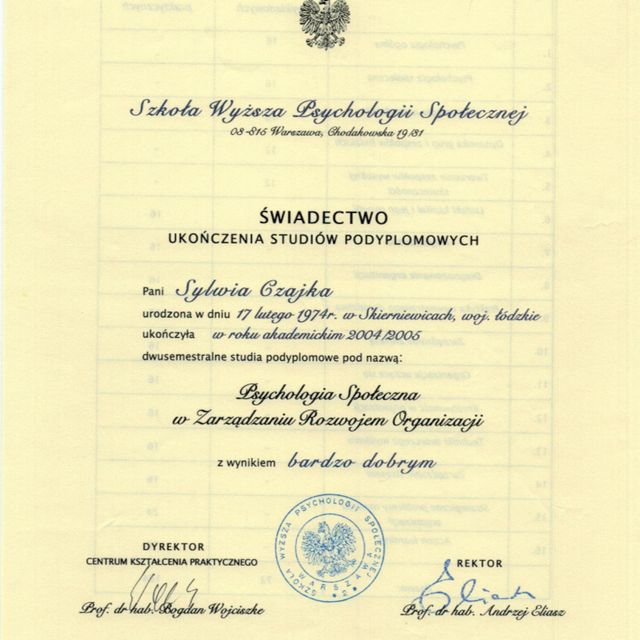 Szkoła Wyższa Psychologii Społecznej
03-815 Warszawa, Chodakowska 19/31
ŚWIADECTWO
UKOŃCZENIA STUDIÓW PODYPLOMOWYCH
Pani Sylwia Czajka
urodzona w dniu 17 lutego 1974r. w Skierniewicach, woj. łódzkie
ukończyła w roku akademickim 2004/2005
dwusemestralne studia podyplomowe pod nazwą:
Psychologia Społeczna
w Zarządzaniu Rozwojem Organizacji
z wynikiem bardzo dobrym
SZKOŁA WYŻSZA PSYCHOLOGII SPOŁECZNEJ
WARSZAWA
2
DYREKTOR
CENTRUM KSZTAŁCENIA PRAKTYCZNEGO
Prof. dr hab. Bogdan Wojciszke
REKTOR
Prof. dr hab. Andrzej Eliasz